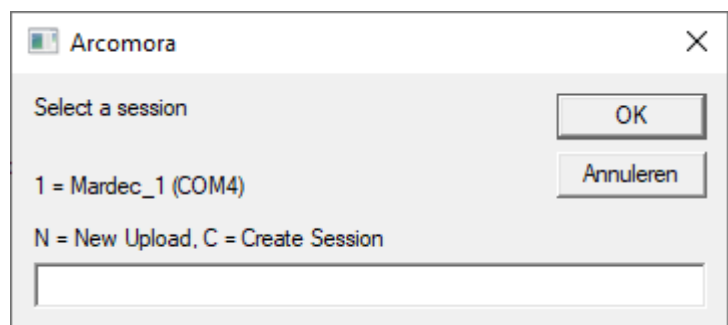 Arcomora
Select a session
OK
Annuleren
1 = Mardec_1 (COM4)
N = New Upload, C = Create Session